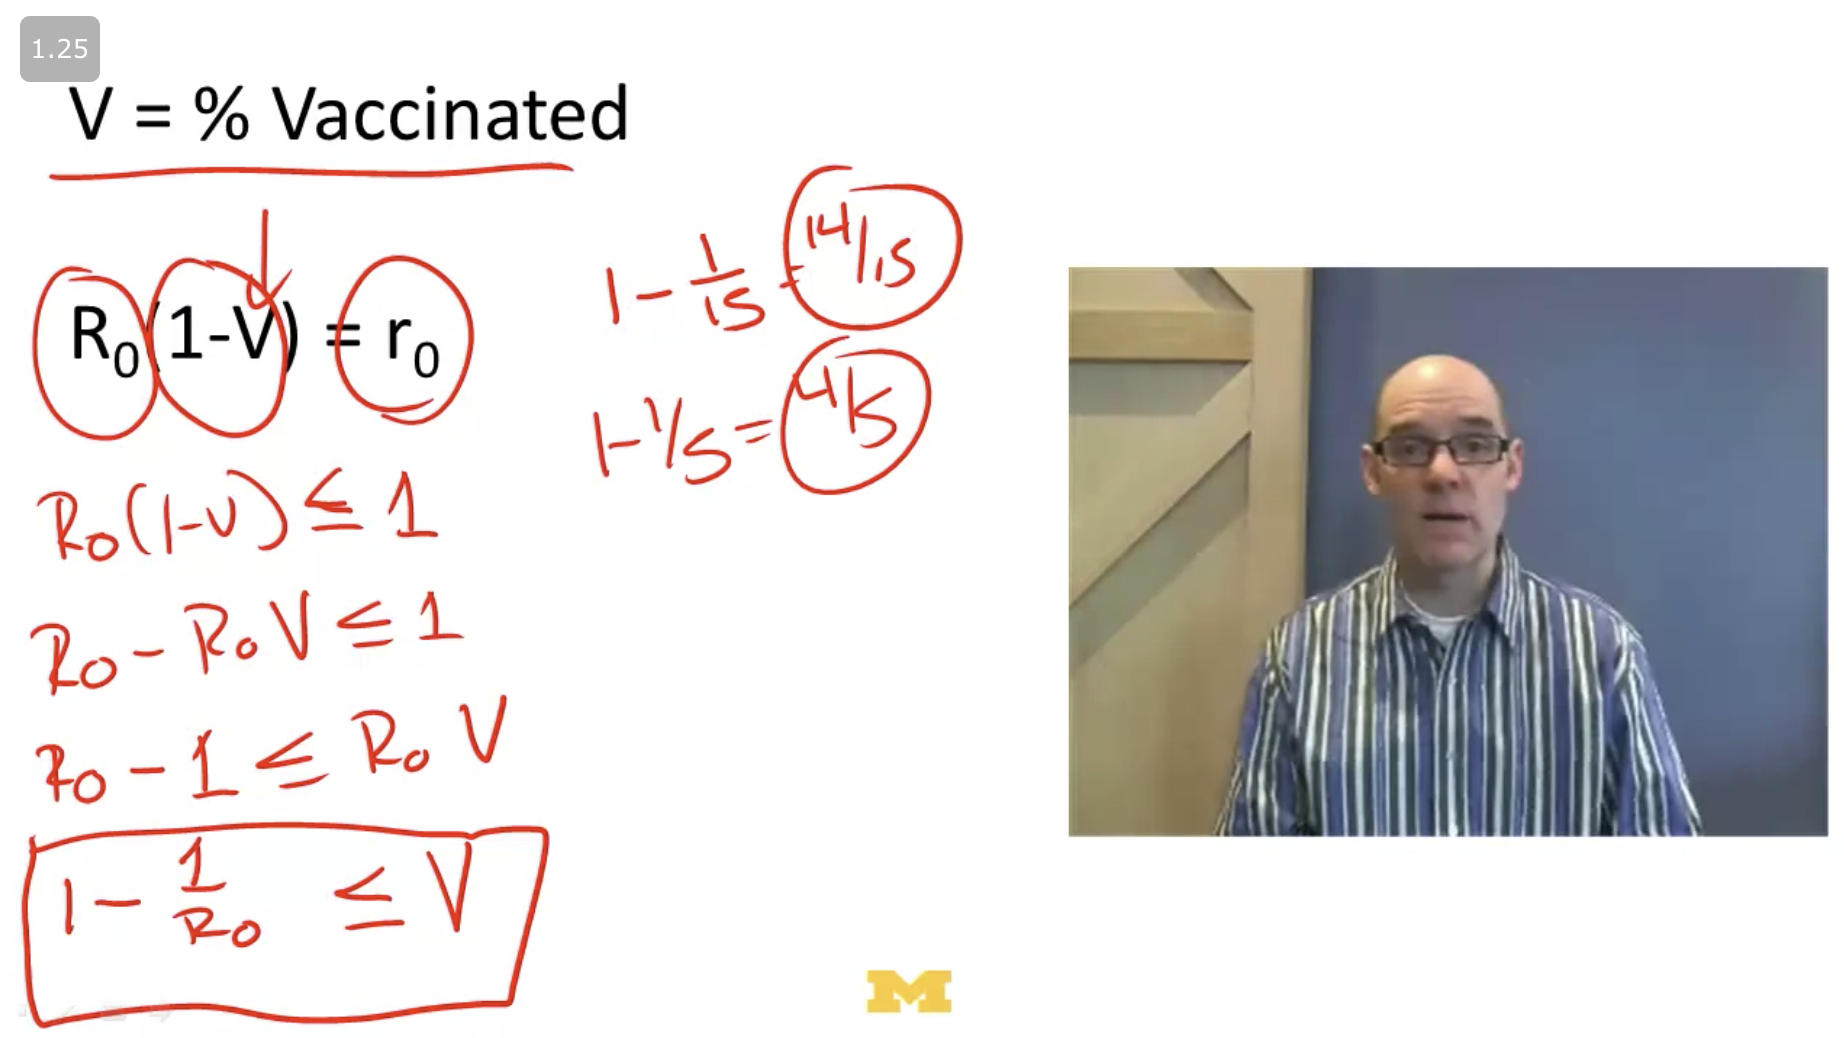 1.25
V = % Vaccinated
R₀(1-V) = r₀
R₀(1-V) ≤ 1
R₀ - R₀ V ≤ 1
R₀ - 1 ≤ R₀ V
1 - 1/R₀ ≤ V
1 - 1/15 = 14/15
1 - 1/5 = 4/5
M